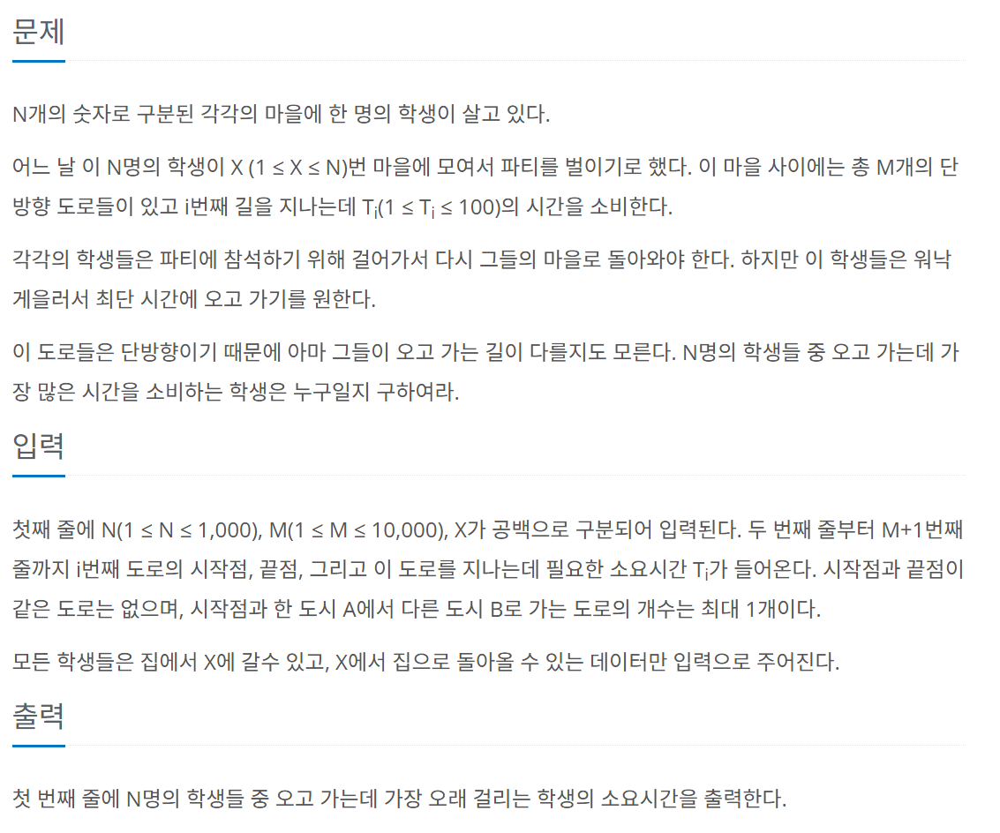 문제
N개의 숫자로 구분된 각각의 마을에 한 명의 학생이 살고 있다.
어느 날 이 N명의 학생이 X (1 ≤ X ≤ N)번 마을에 모여서 파티를 벌이기로 했다. 이 마을 사이에는 총 M개의 단
방향 도로들이 있고 i번째 길을 지나는데 Ti(1 ≤ Ti ≤ 100)의 시간을 소비한다.
각각의 학생들은 파티에 참석하기 위해 걸어가서 다시 그들의 마을로 돌아와야 한다. 하지만 이 학생들은 워낙
게을러서 최단 시간에 오고 가기를 원한다.
이 도로들은 단방향이기 때문에 아마 그들이 오고 가는 길이 다를지도 모른다. N명의 학생들 중 오고 가는데 가
장 많은 시간을 소비하는 학생은 누구일지 구하여라.
입력
첫째 줄에 N(1 ≤ N ≤ 1,000), M(1 ≤ M ≤ 10,000), X가 공백으로 구분되어 입력된다. 두 번째 줄부터 M+1번째
줄까지 i번째 도로의 시작점, 끝점, 그리고 이 도로를 지나는데 필요한 소요시간 Ti가 들어온다. 시작점과 끝점이
같은 도로는 없으며, 시작점과 한 도시 A에서 다른 도시 B로 가는 도로의 개수는 최대 1개이다.
모든 학생들은 집에서 X에 갈수 있고, X에서 집으로 돌아올 수 있는 데이터만 입력으로 주어진다.
출력
첫 번째 줄에 N명의 학생들 중 오고 가는데 가장 오래 걸리는 학생의 소요시간을 출력한다.